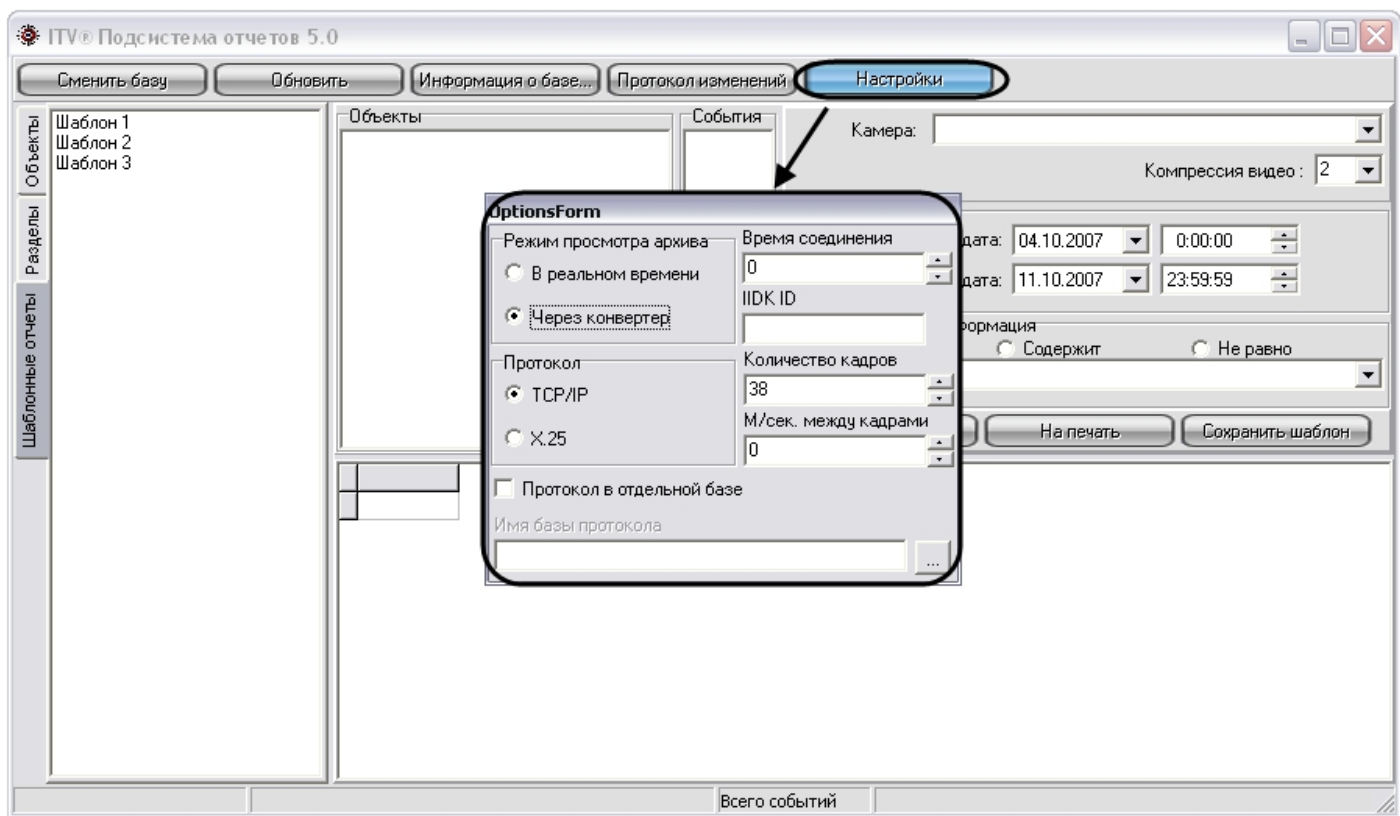 ITV® Подсистема отчетов 5.0
Сменить базу
Обновить
Информация о базе...
Протокол изменений
Настройки
Объекты
Разделы
Шаблонные отчеты
Шаблон 1
Шаблон 2
Шаблон 3
Объекты
События
Камера:
Компрессия видео : 2
дата: 04.10.2007 0:00:00
дата: 11.10.2007 23:59:59
Содержит
Не равно
На печать
Сохранить шаблон
OptionsForm
Режим просмотра архива
В реальном времени
Через конвертер
Протокол
TCP/IP
X.25
Время соединения
0
IIDK ID
Количество кадров
38
М/сек. между кадрами
0
Протокол в отдельной базе
Имя базы протокола
...
Всего событий